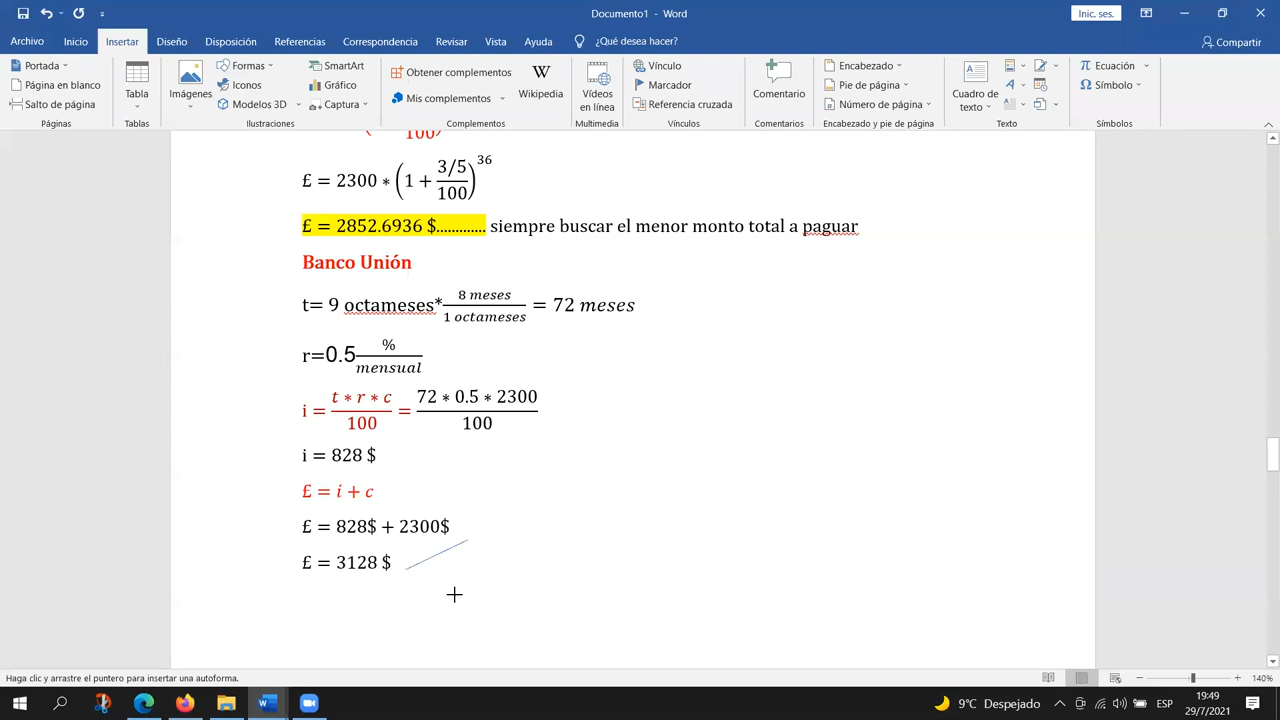 Documento1 - Word
Inic. ses.
Archivo Inicio Insertar Diseño Disposición Referencias Correspondencia Revisar Vista Ayuda ¿Qué desea hacer? Compartir
Portada
Página en blanco
Salto de página
Páginas
Tabla
Tablas
Imágenes
Formas
Iconos
Modelos 3D
SmartArt
Gráfico
Captura
Ilustraciones
Obtener complementos
Mis complementos
Wikipedia
Complementos
Vídeos en línea
Multimedia
Vínculo
Marcador
Referencia cruzada
Vínculos
Comentario
Comentarios
Encabezado
Pie de página
Número de página
Encabezado y pie de página
Cuadro de texto
Texto
Ecuación
Símbolo
Símbolos
100
£ = 2300 ∗ (1 + 3/5 / 100)^36
£ = 2852.6936 $............. siempre buscar el menor monto total a paguar
Banco Unión
t= 9 octameses* 8 meses / 1 octameses = 72 meses
r=0.5 % / mensual
i = t ∗ r ∗ c / 100 = 72 ∗ 0.5 ∗ 2300 / 100
i = 828 $
£ = i + c
£ = 828$ + 2300$
£ = 3128 $
Haga clic y arrastre el puntero para insertar una autoforma.
140%
9°C Despejado
ESP
19:49
29/7/2021